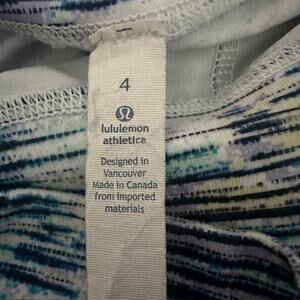 4
lululemon
athletica
Designed in
Vancouver
Made in Canada
from imported
materials